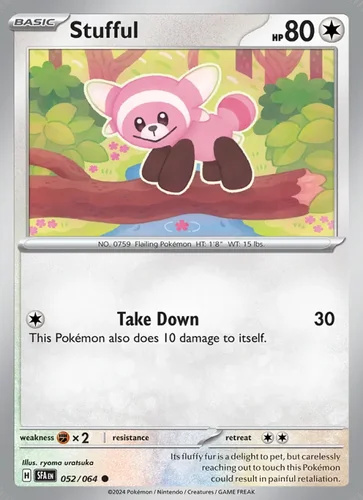 BASIC
Stufful
HP 80
NO. 0759 Flailing Pokémon HT: 1'8" WT: 15 lbs.
Take Down 30
This Pokémon also does 10 damage to itself.
weakness ×2 resistance retreat
Illus. ryoma uratsuka
H SFA EN 052/064
Its fluffy fur is a delight to pet, but carelessly
reaching out to touch this Pokémon
could result in painful retaliation.
©2024 Pokémon / Nintendo / Creatures / GAME FREAK